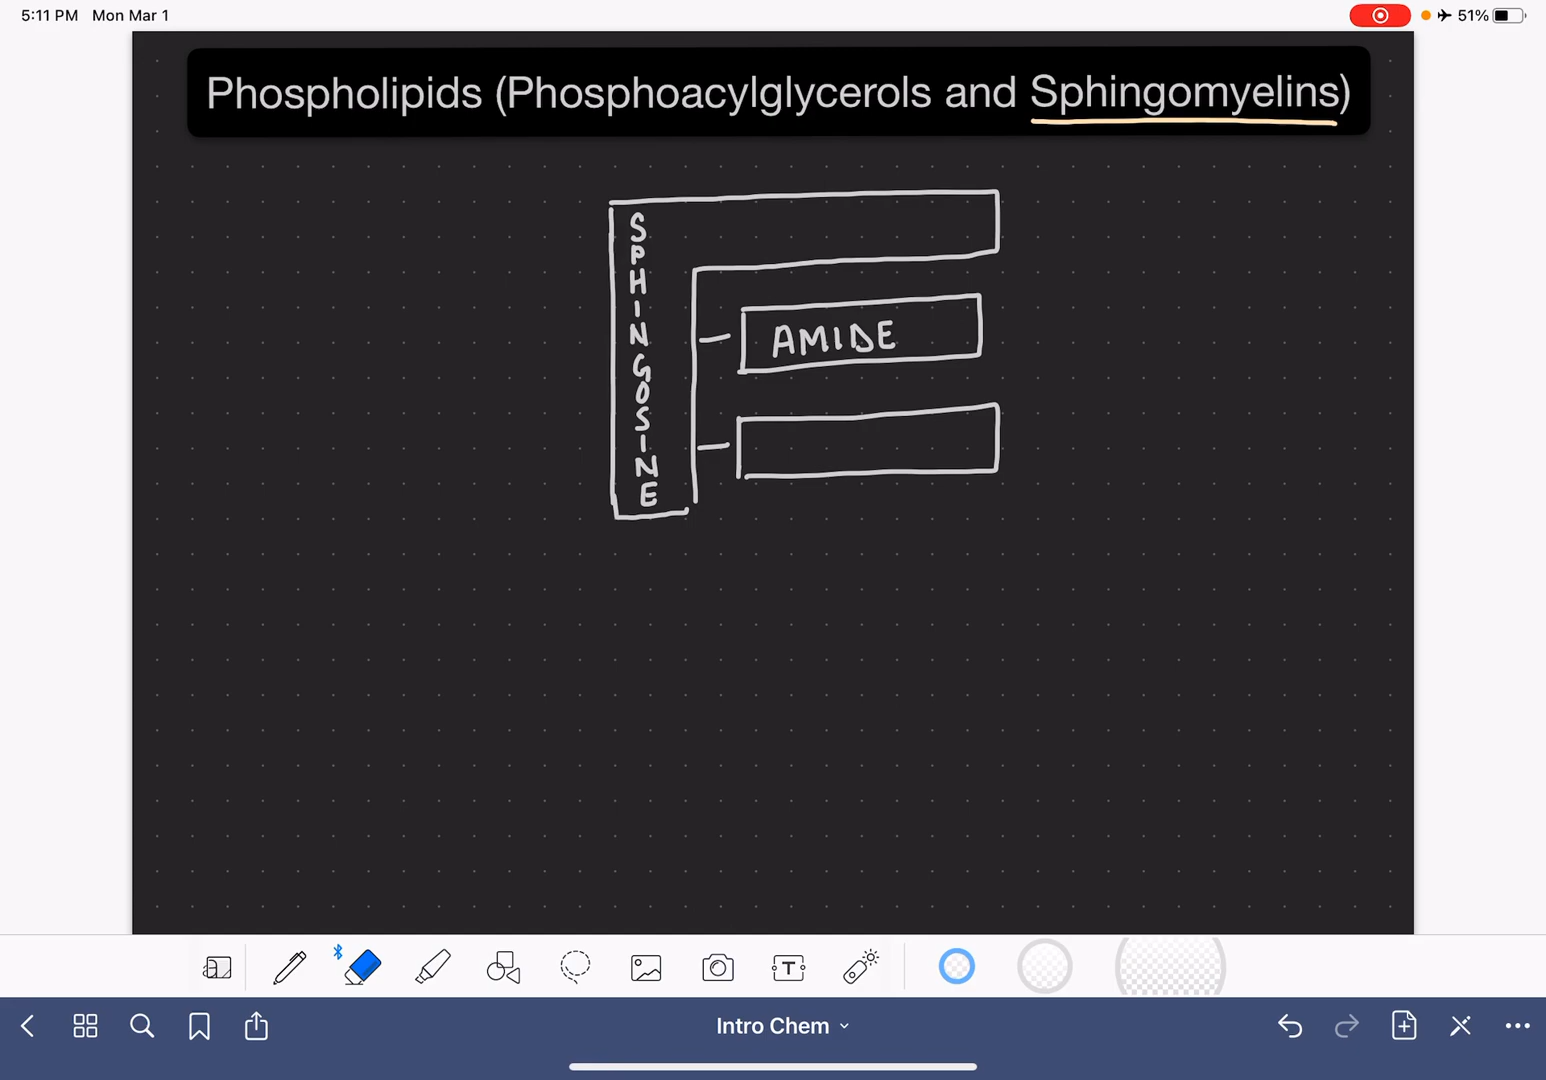 5:11 PM Mon Mar 1
51%
Phospholipids (Phosphoacylglycerols and Sphingomyelins)
SPHINGOSINE
AMIDE
Intro Chem